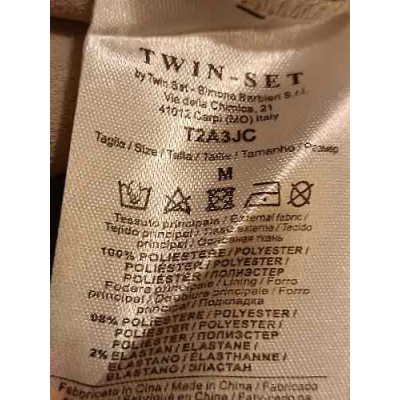 TWIN-SET
by Twin Set - Simona Barbieri S.r.l.
Via della Chimica, 21
41012 Carpi (MO) Italy
T2A3JC
Taglia / Size / Talla / Taille / Tamanho / Размер
M
Tessuto principale / External fabric /
Tejido principal / Tissu externe / Tecido
principal / Основная ткань
100% POLIESTERE / POLYESTER /
POLIÉSTER / POLYESTER /
POLIÉSTER / ПОЛИЭСТЕР
Fodera principale / Lining / Forro
principal / Doublure principale / Forro
principal / Подкладка
98% POLIESTERE / POLYESTER /
POLIÉSTER / POLYESTER /
POLIÉSTER / ПОЛИЭСТЕР
2% ELASTAN / ELASTANE /
ELASTANO / ÉLASTHANNE /
ELASTANO / ЭЛАСТАН
Fabbricato in Cina / Made in China / Fabricado